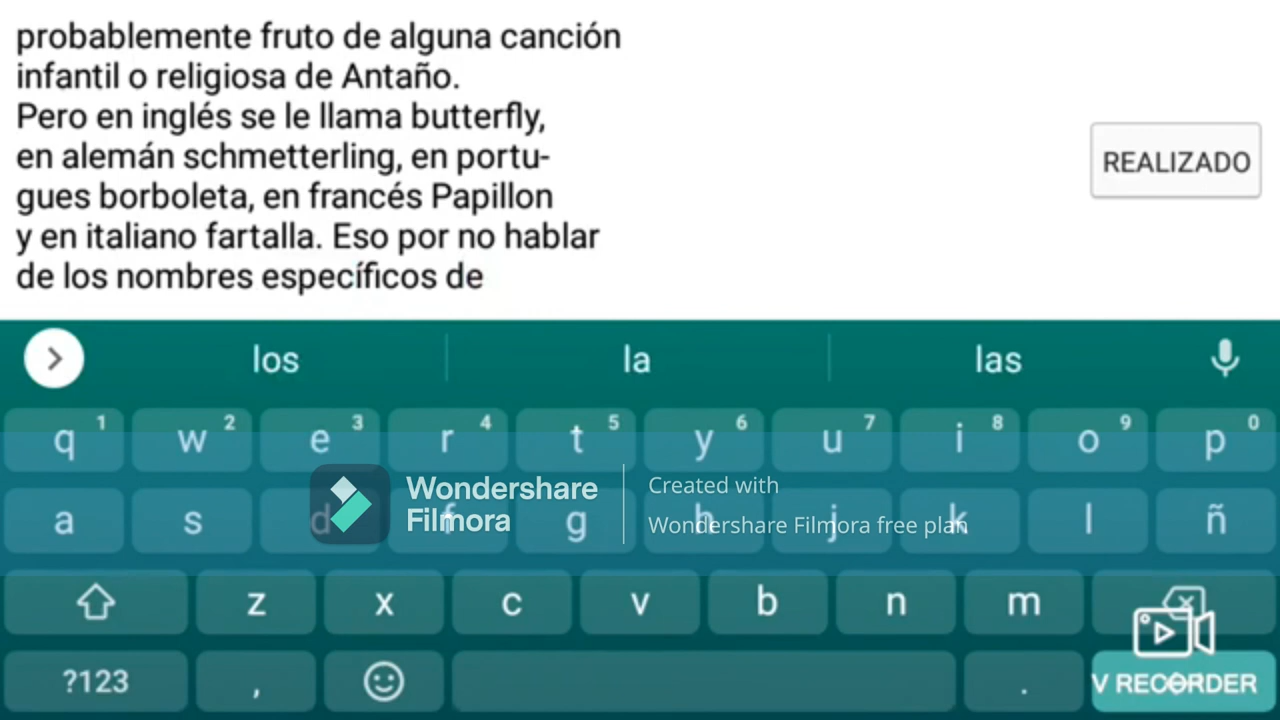 probablemente fruto de alguna canción
infantil o religiosa de Antaño.
Pero en inglés se le llama butterfly,
en alemán schmetterling, en portu-
gues borboleta, en francés Papillon
y en italiano fartalla. Eso por no hablar
de los nombres específicos de
REALIZADO
los la las
q 1 w 2 e 3 r 4 t 5 y 6 u 7 i 8 o 9 p 0
Wondershare
Filmora
Created with
Wondershare Filmora free plan
a s d f g h j k l ñ
z x c v b n m
?123 , .
V RECORDER